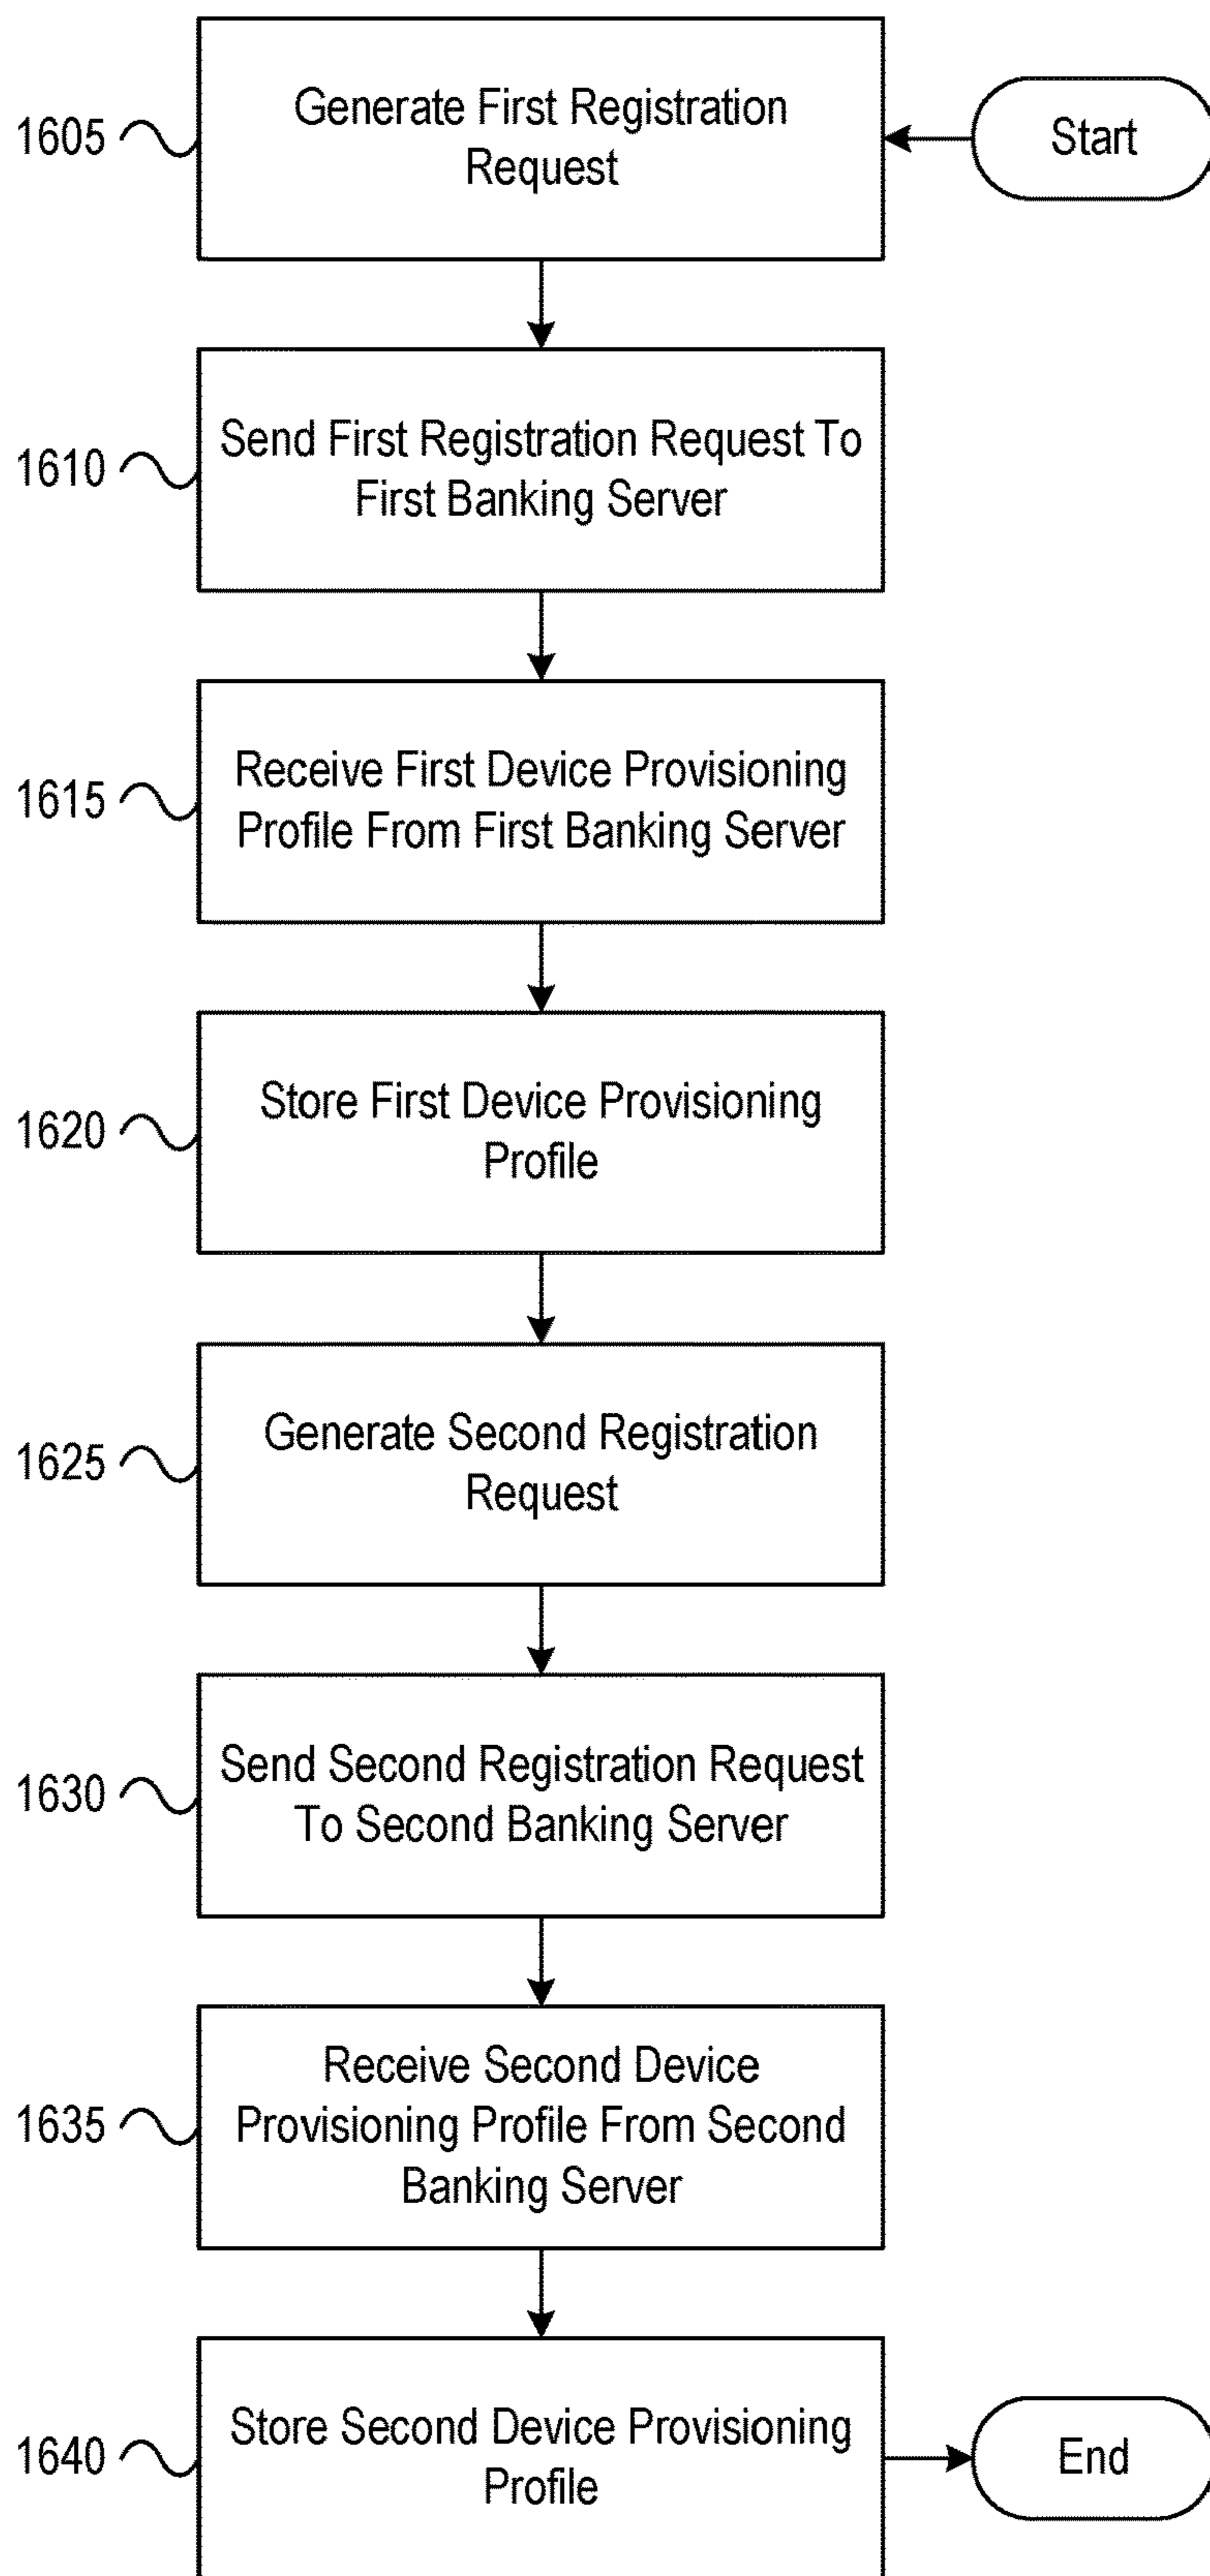 1605
Generate First Registration
Request
Start
1610
Send First Registration Request To
First Banking Server
1615
Receive First Device Provisioning
Profile From First Banking Server
1620
Store First Device Provisioning
Profile
1625
Generate Second Registration
Request
1630
Send Second Registration Request
To Second Banking Server
1635
Receive Second Device
Provisioning Profile From Second
Banking Server
1640
Store Second Device Provisioning
Profile
End